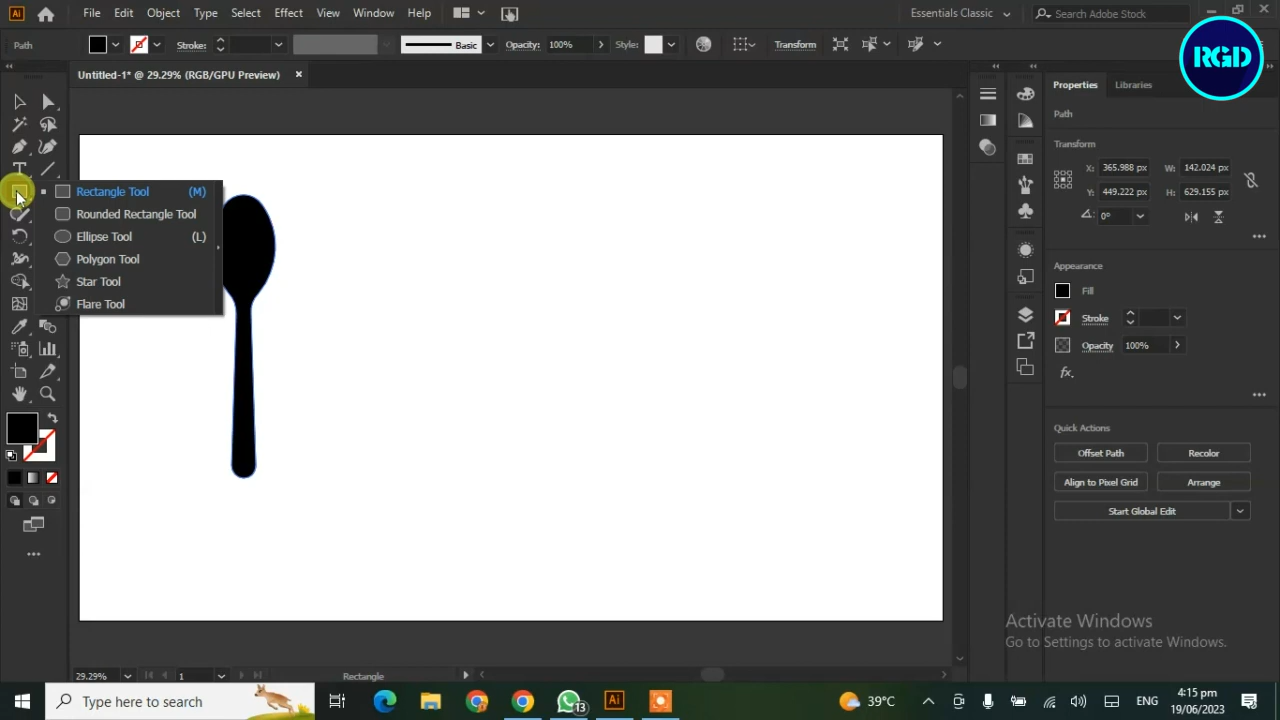 Ai File Edit Object Type Select Effect View Window Help Essentials Classic Search Adobe Stock
Path Stroke: Basic Opacity: 100% Style: Transform
RGD
Untitled-1* @ 29.29% (RGB/GPU Preview) ×
Properties Libraries
Path
Transform
X: 365.988 px W: 142.024 px
Y: 449.222 px H: 629.155 px
0°
Rectangle Tool (M)
Rounded Rectangle Tool
Ellipse Tool (L)
Polygon Tool
Star Tool
Flare Tool
Appearance
Fill
Stroke
Opacity 100%
fx.
Quick Actions
Offset Path Recolor
Align to Pixel Grid Arrange
Start Global Edit
Activate Windows
Go to Settings to activate Windows.
29.29% 1 Rectangle
Type here to search 13 Ai 39°C ENG 4:15 pm
19/06/2023